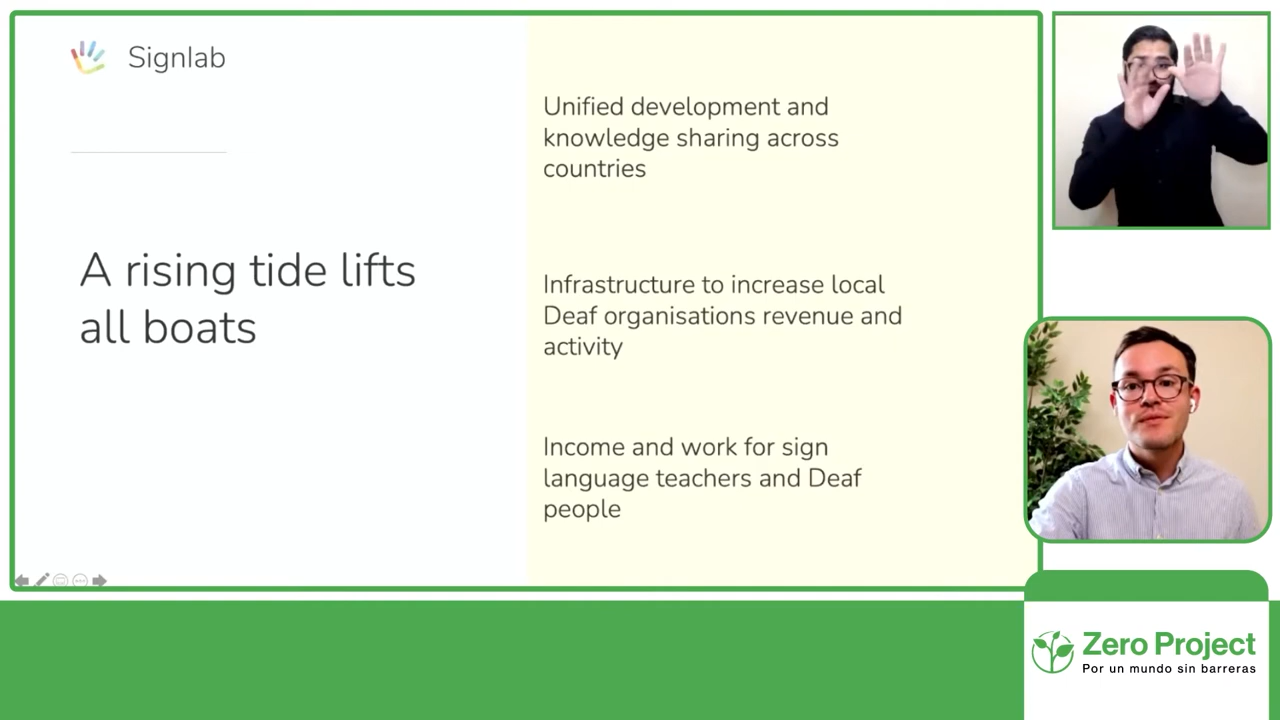 Signlab
A rising tide lifts
all boats
Unified development and
knowledge sharing across
countries
Infrastructure to increase local
Deaf organisations revenue and
activity
Income and work for sign
language teachers and Deaf
people
Zero Project
Por un mundo sin barreras